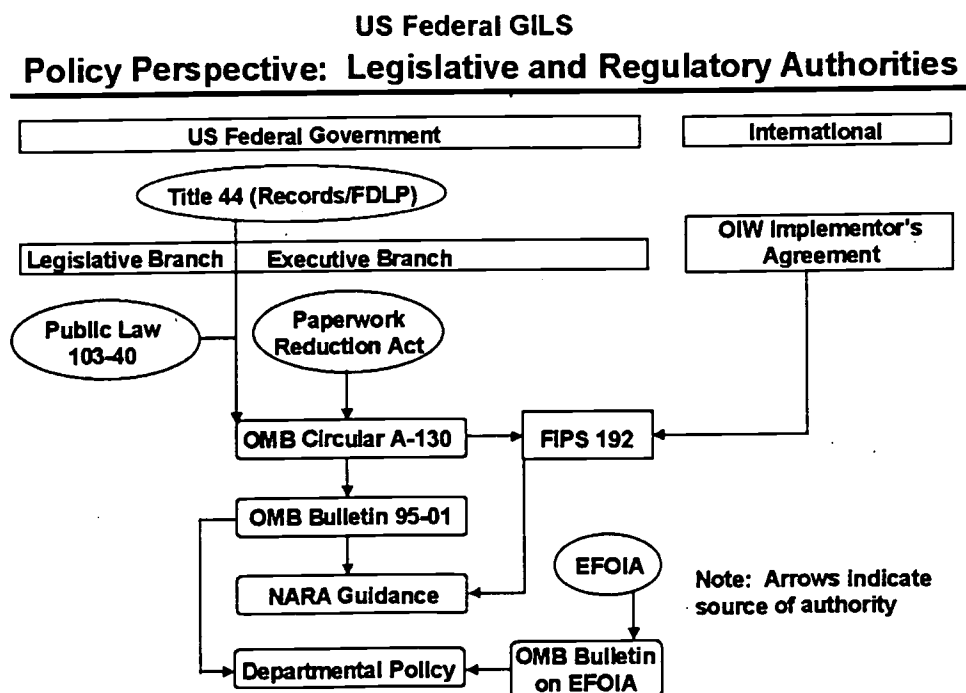 US Federal GILS
Policy Perspective: Legislative and Regulatory Authorities
US Federal Government
International
Title 44 (Records/FDLP)
OIW Implementor's
Agreement
Legislative Branch
Executive Branch
Public Law
103-40
Paperwork
Reduction Act
OMB Circular A-130
FIPS 192
OMB Bulletin 95-01
EFOIA
NARA Guidance
Note: Arrows indicate
source of authority
Departmental Policy
OMB Bulletin
on EFOIA